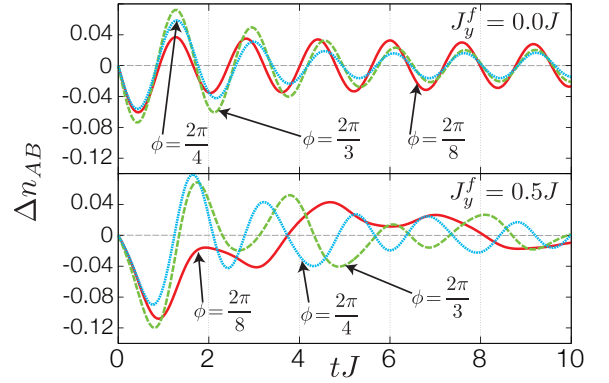 J_y^f = 0.0J
0.04
0
-0.04
-0.08
-0.12
ϕ=2π/4
ϕ=2π/3
ϕ=2π/8
Δn_AB
J_y^f = 0.5J
0.04
0
-0.04
-0.08
-0.12
ϕ=2π/8
ϕ=2π/4
ϕ=2π/3
0 2 4 6 8 10
tJ